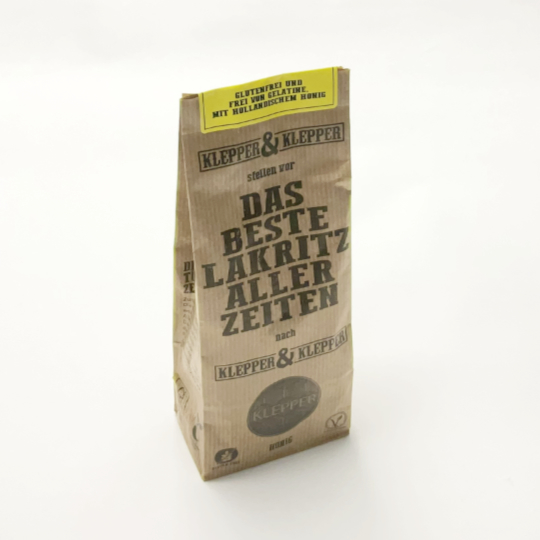 GLUTENFREI UND
FREI VON GELATINE.
MIT HOLLÄNDISCHEM HONIG
KLEPPER & KLEPPER
stellen vor
DAS
BESTE
LAKRITZ
ALLER
ZEITEN
nach
KLEPPER & KLEPPER
KLEPPER
HONIG